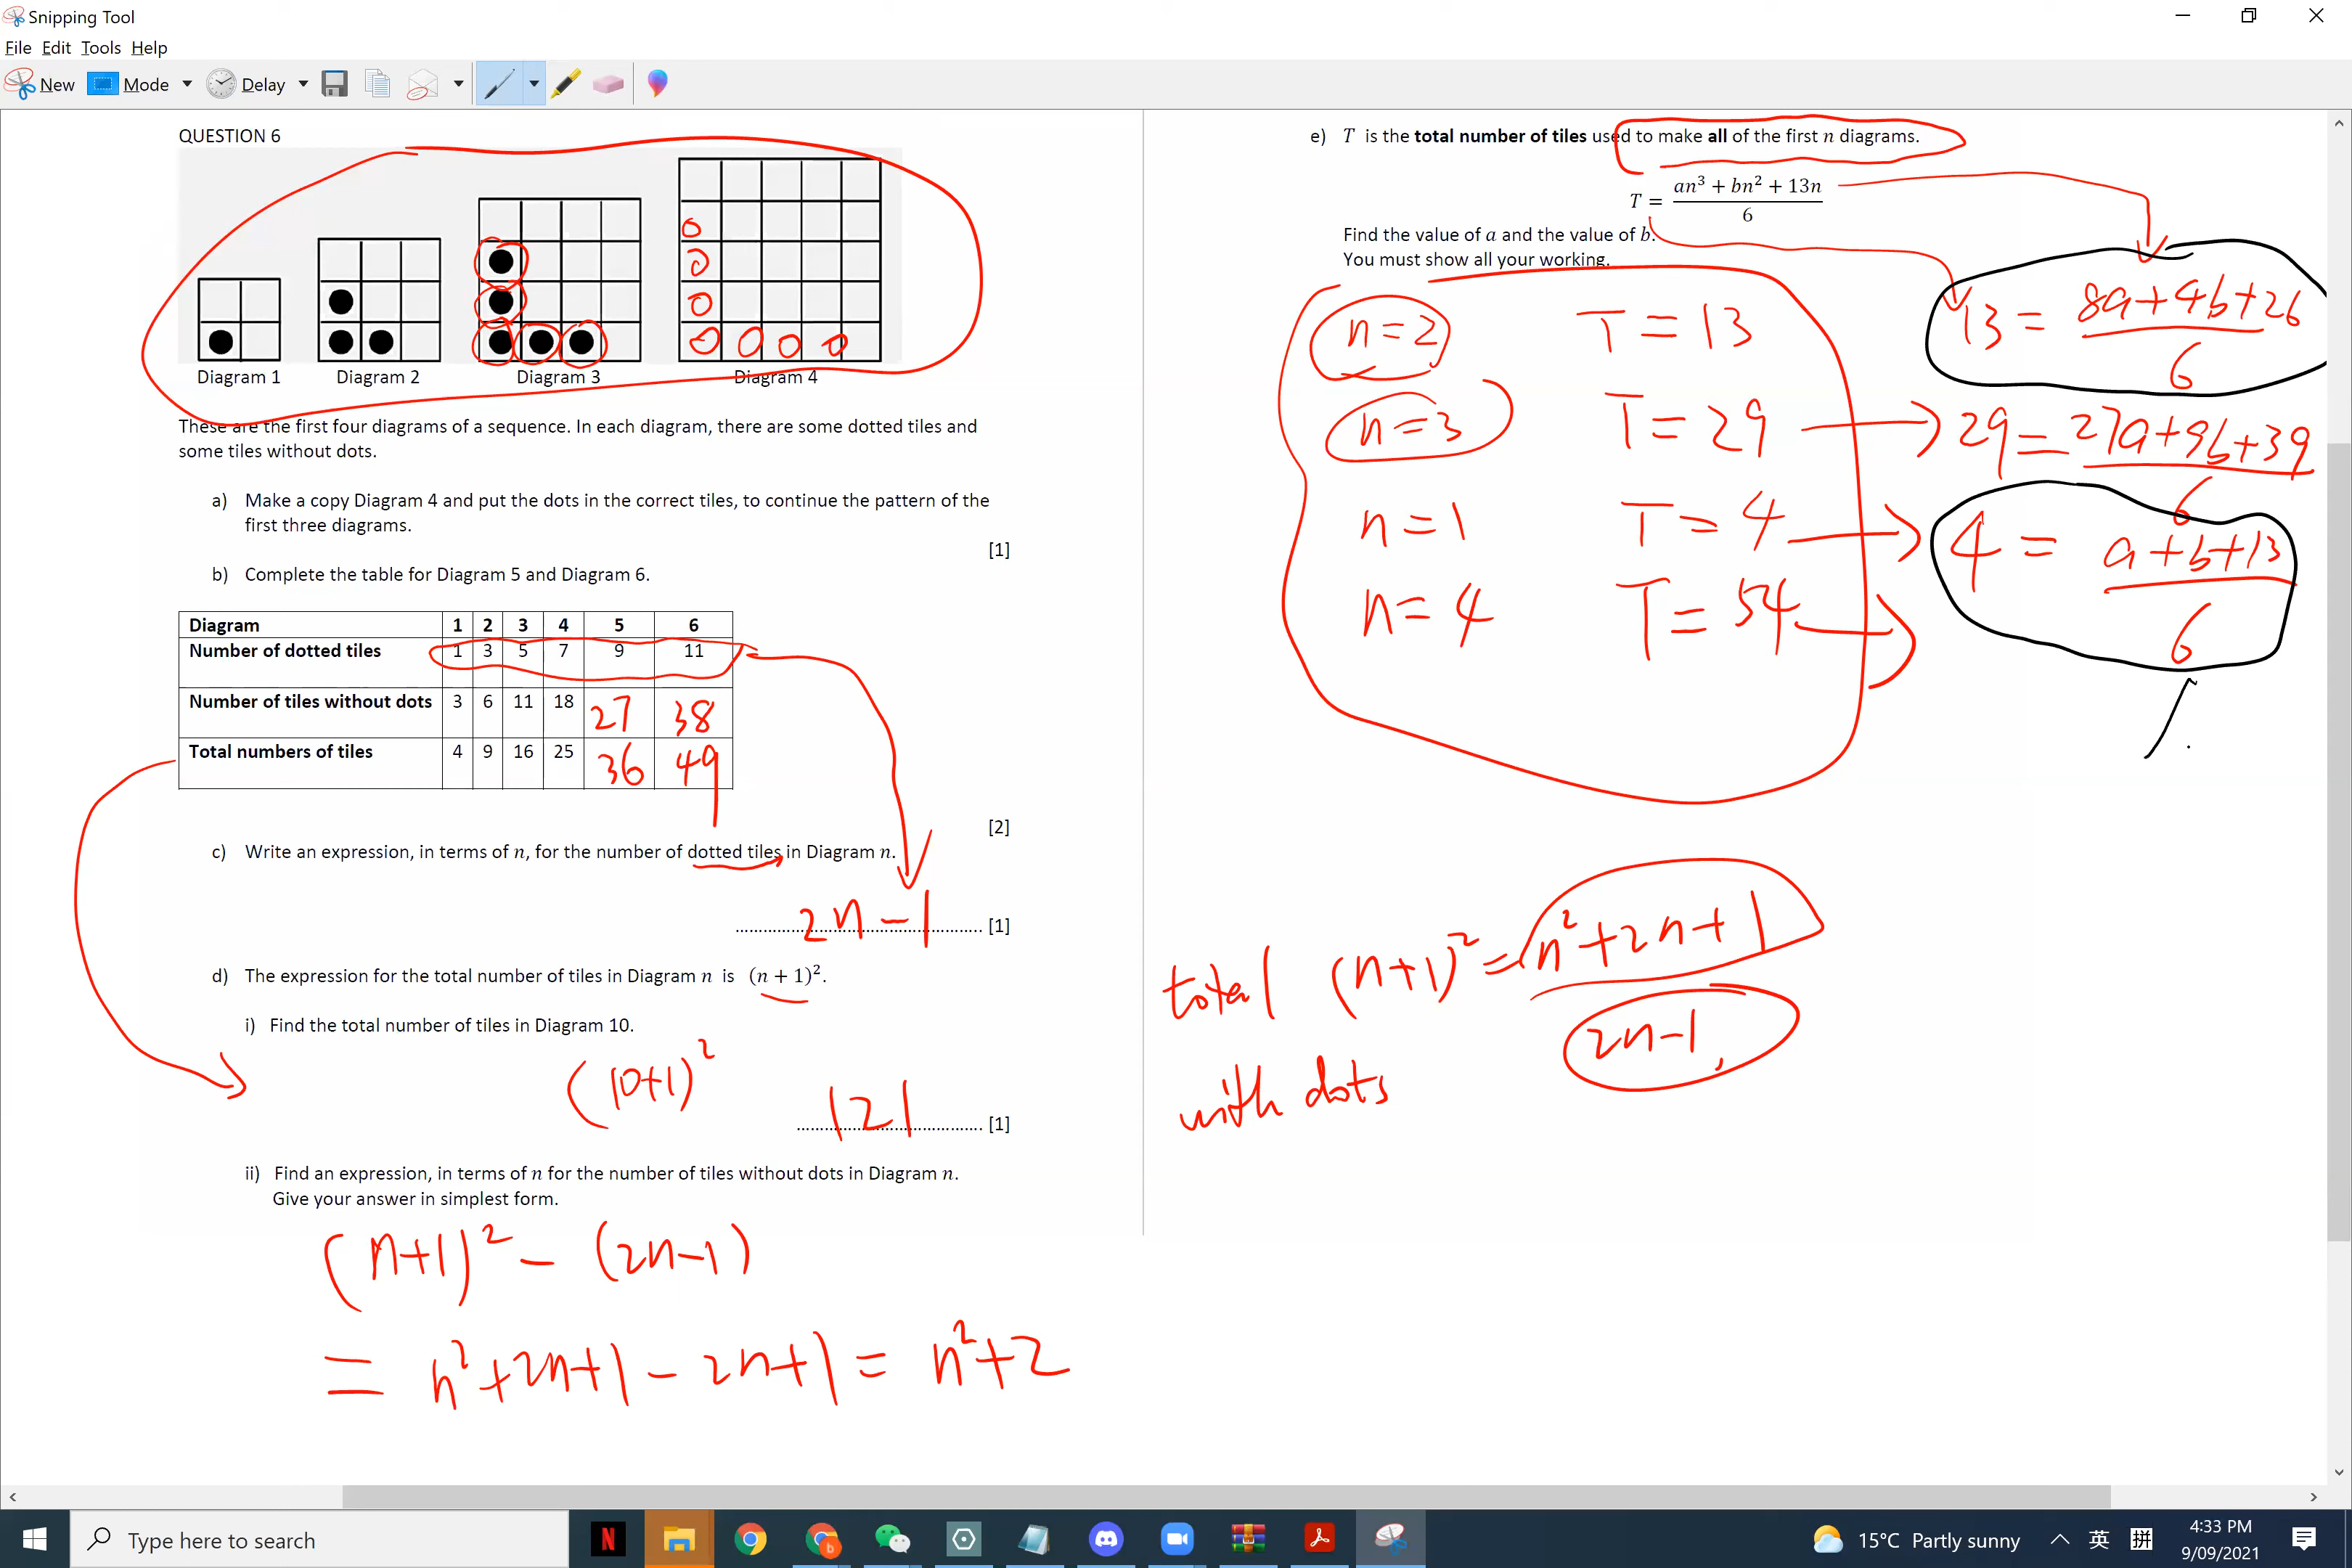 Snipping Tool
File Edit Tools Help
New Mode Delay
QUESTION 6
0
0
0
0 0 0 0
Diagram 1 Diagram 2 Diagram 3 Diagram 4
These are the first four diagrams of a sequence. In each diagram, there are some dotted tiles and
some tiles without dots.
a) Make a copy Diagram 4 and put the dots in the correct tiles, to continue the pattern of the
first three diagrams.
[1]
b) Complete the table for Diagram 5 and Diagram 6.
Diagram 1 2 3 4 5 6
Number of dotted tiles 1 3 5 7 9 11
Number of tiles without dots 3 6 11 18 27 38
Total numbers of tiles 4 9 16 25 36 49
[2]
c) Write an expression, in terms of n, for the number of dotted tiles in Diagram n.
2n-1 [1]
d) The expression for the total number of tiles in Diagram n is (n + 1)².
i) Find the total number of tiles in Diagram 10.
(10+1)²
121 [1]
ii) Find an expression, in terms of n for the number of tiles without dots in Diagram n.
Give your answer in simplest form.
(n+1)² - (2n-1)
= n²+2n+1-2n+1 = n²+2
e) T is the total number of tiles used to make all of the first n diagrams.
T = an³ + bn² + 13n / 6
Find the value of a and the value of b.
You must show all your working.
n=2 T=13 13 = 8a+4b+26 / 6
n=3 T=29 29 = 27a+9b+39 / 6
n=1 T=4 4 = a+b+13 / 6
n=4 T=54
total (n+1)² = n²+2n+1
2n-1,
with dots
Type here to search
15°C Partly sunny
英
拼
4:33 PM
9/09/2021